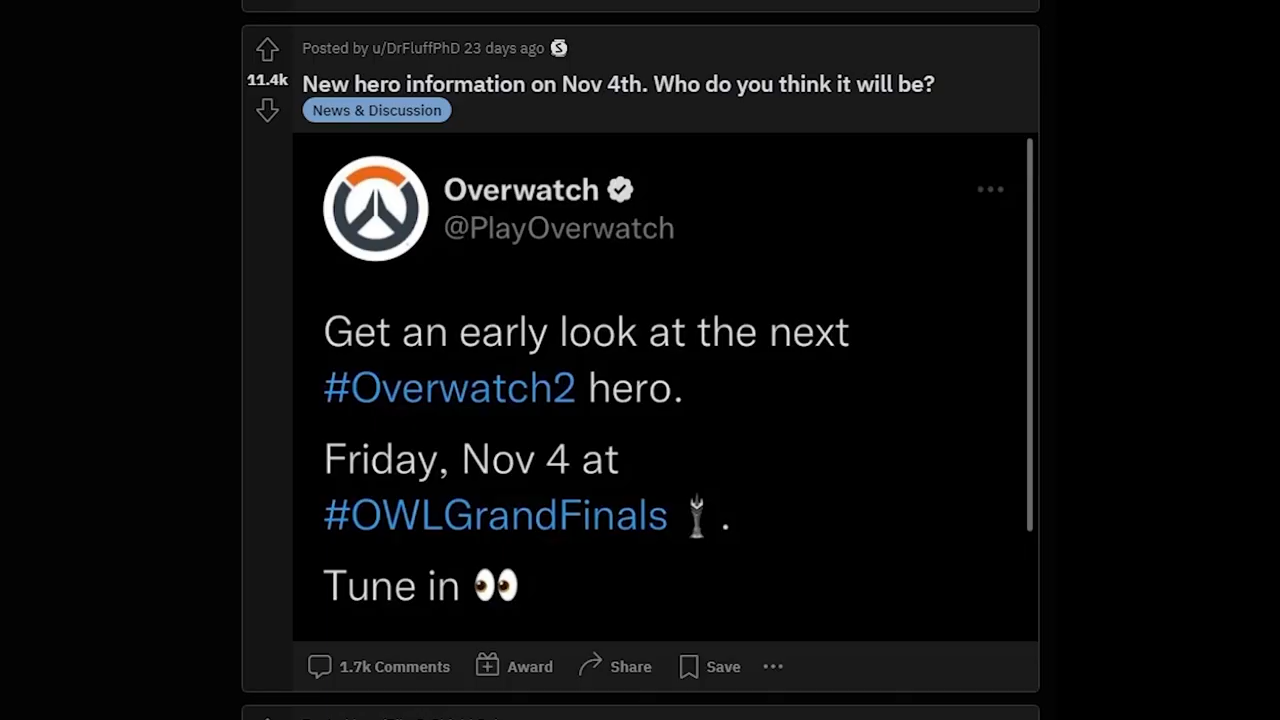 Posted by u/DrFluffPhD 23 days ago
11.4k
New hero information on Nov 4th. Who do you think it will be?
News & Discussion
Overwatch
@PlayOverwatch
Get an early look at the next
#Overwatch2 hero.
Friday, Nov 4 at
#OWLGrandFinals .
Tune in 👀
1.7k Comments Award Share Save